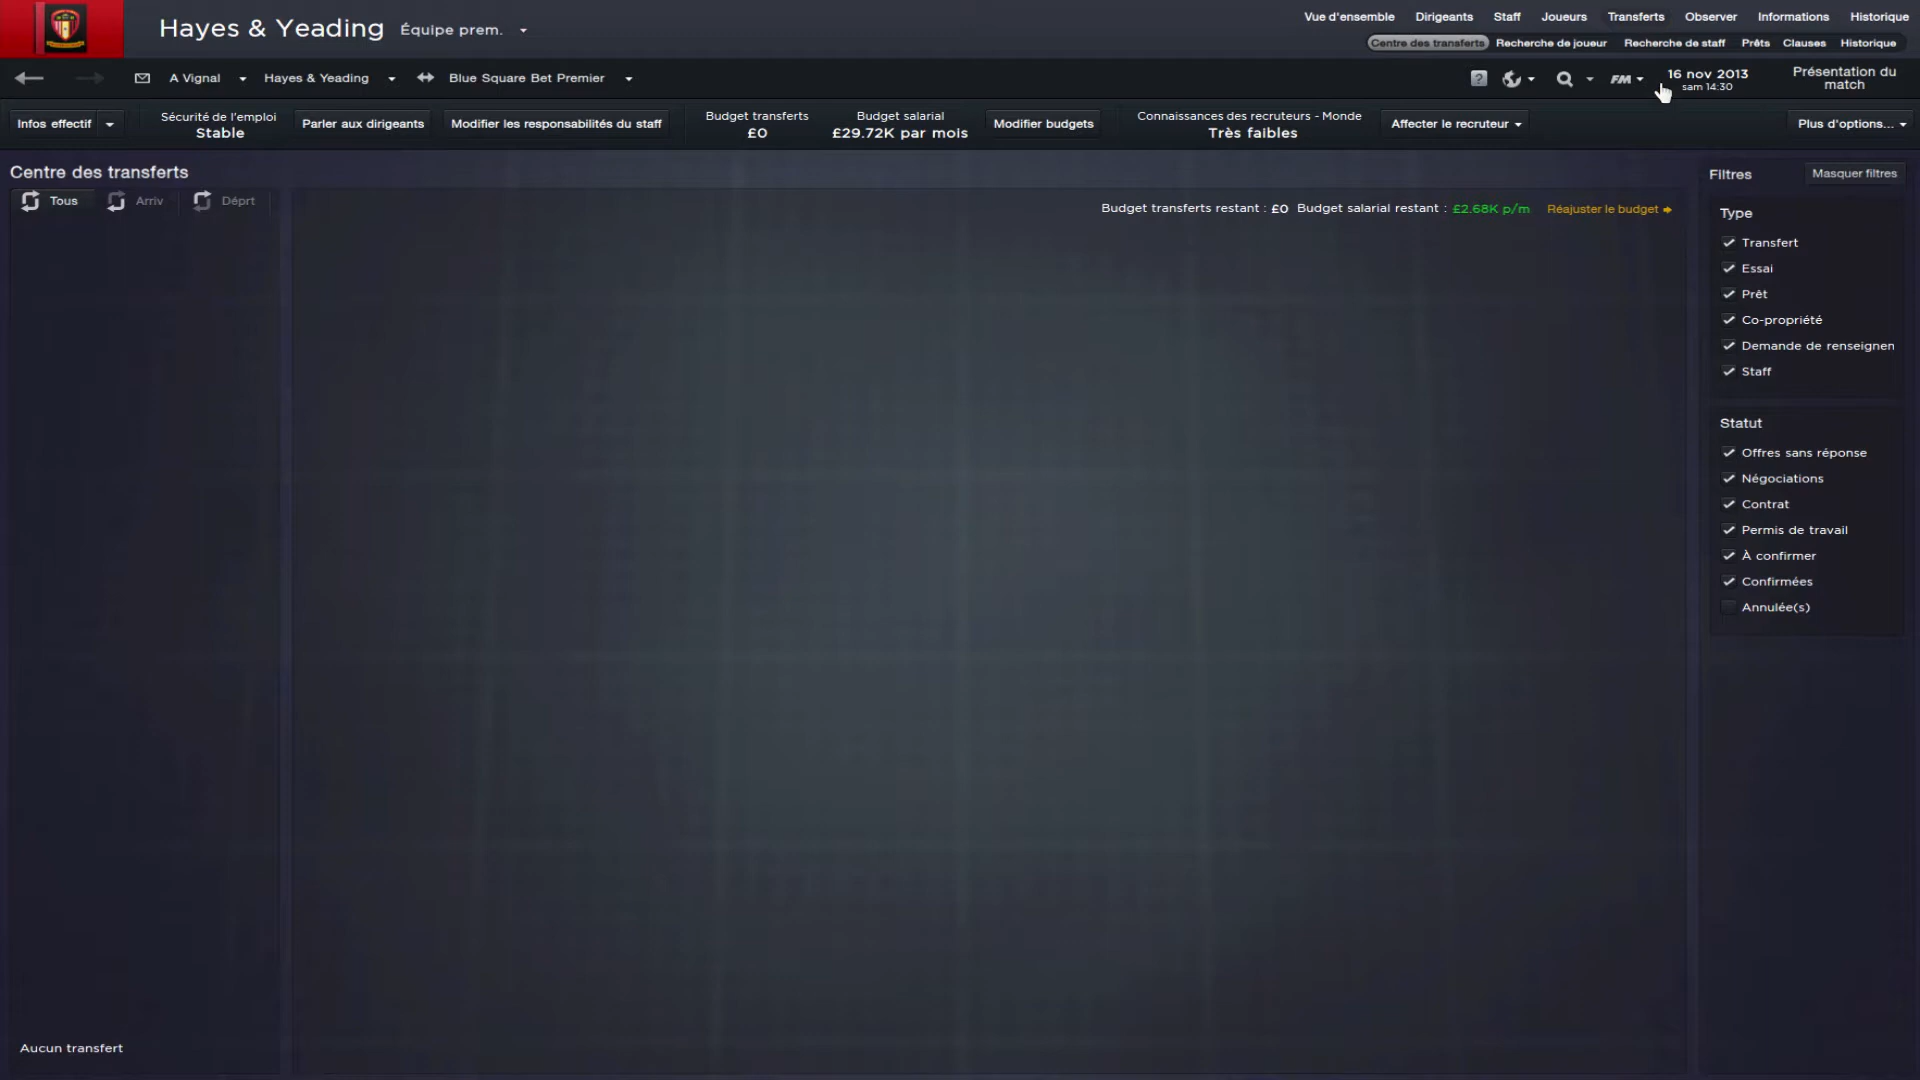 Hayes & Yeading
Équipe prem.
Vue d'ensemble Dirigeants Staff Joueurs Transferts Observer Informations Historique
Centre des transferts Recherche de joueur Recherche de staff Prêts Clauses Historique
A Vignal Hayes & Yeading Blue Square Bet Premier
? FM
16 nov 2013
sam 14:30
Présentation du
match
Infos effectif
Sécurité de l'emploi
Stable
Parler aux dirigeants
Modifier les responsabilités du staff
Budget transferts
£0
Budget salarial
£29.72K par mois
Modifier budgets
Connaissances des recruteurs - Monde
Très faibles
Affecter le recruteur
Plus d'options...
Centre des transferts
Tous Arriv Déprt
Budget transferts restant : £0 Budget salarial restant : £2.68K p/m Réajuster le budget
Filtres
Masquer filtres
Type
Transfert
Essai
Prêt
Co-propriété
Demande de renseignen
Staff
Statut
Offres sans réponse
Négociations
Contrat
Permis de travail
À confirmer
Confirmées
Annulée(s)
Aucun transfert